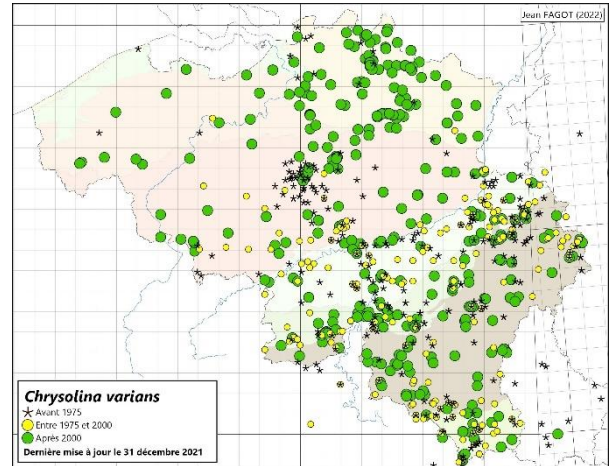 Jean FAGOT (2022)
Chrysolina varians
Avant 1975
Entre 1975 et 2000
Après 2000
Dernière mise à jour le 31 décembre 2021